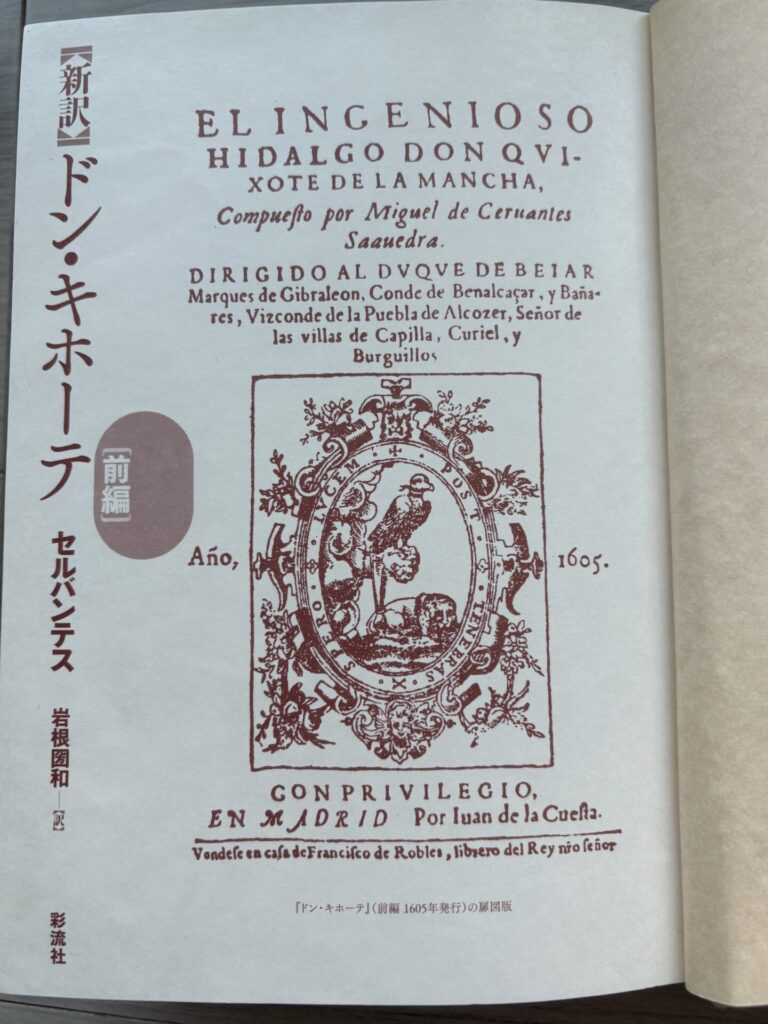 【新訳】ドン・キホーテ
[前編]
セルバンテス
岩根圀和─[訳]
彩流社
EL INGENIOSO
HIDALGO DON QVI-
XOTE DE LA MANCHA,
Compuesto por Miguel de Ceruantes
Saauedra.
DIRIGIDO AL DVQVE DE BEIAR
Marques de Gibraleon, Conde de Benalcaçar, y Baña-
res, Vizconde de la Puebla de Alcozer, Señor de
las villas de Capilla, Curiel, y
Burguillos
SPERO LUCEM POST TENEBRAS
Año,
1605.
CON PRIVILEGIO,
EN MADRID Por Iuan de la Cuesta.
Vendese en casa de Francisco de Robles, librero del Rey nro señor
『ドン・キホーテ』(前編 1605年発行)の扉図版